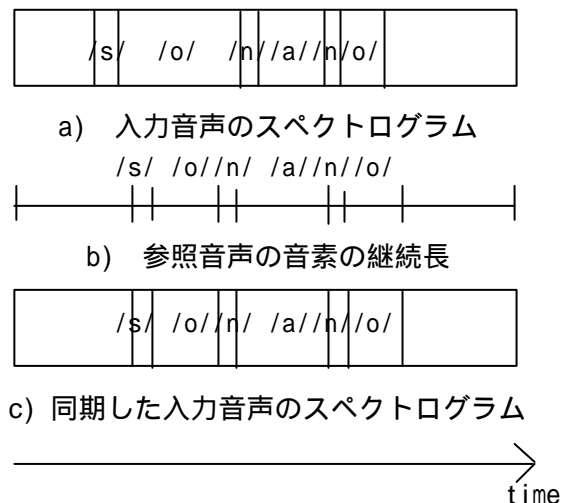 /s/ /o/ /n//a//n/o/
a) 入力音声のスペクトログラム
/s/ /o//n/ /a//n//o/
b) 参照音声の音素の継続長
/s/ /o//n/ /a//n//o/
c) 同期した入力音声のスペクトログラム
time